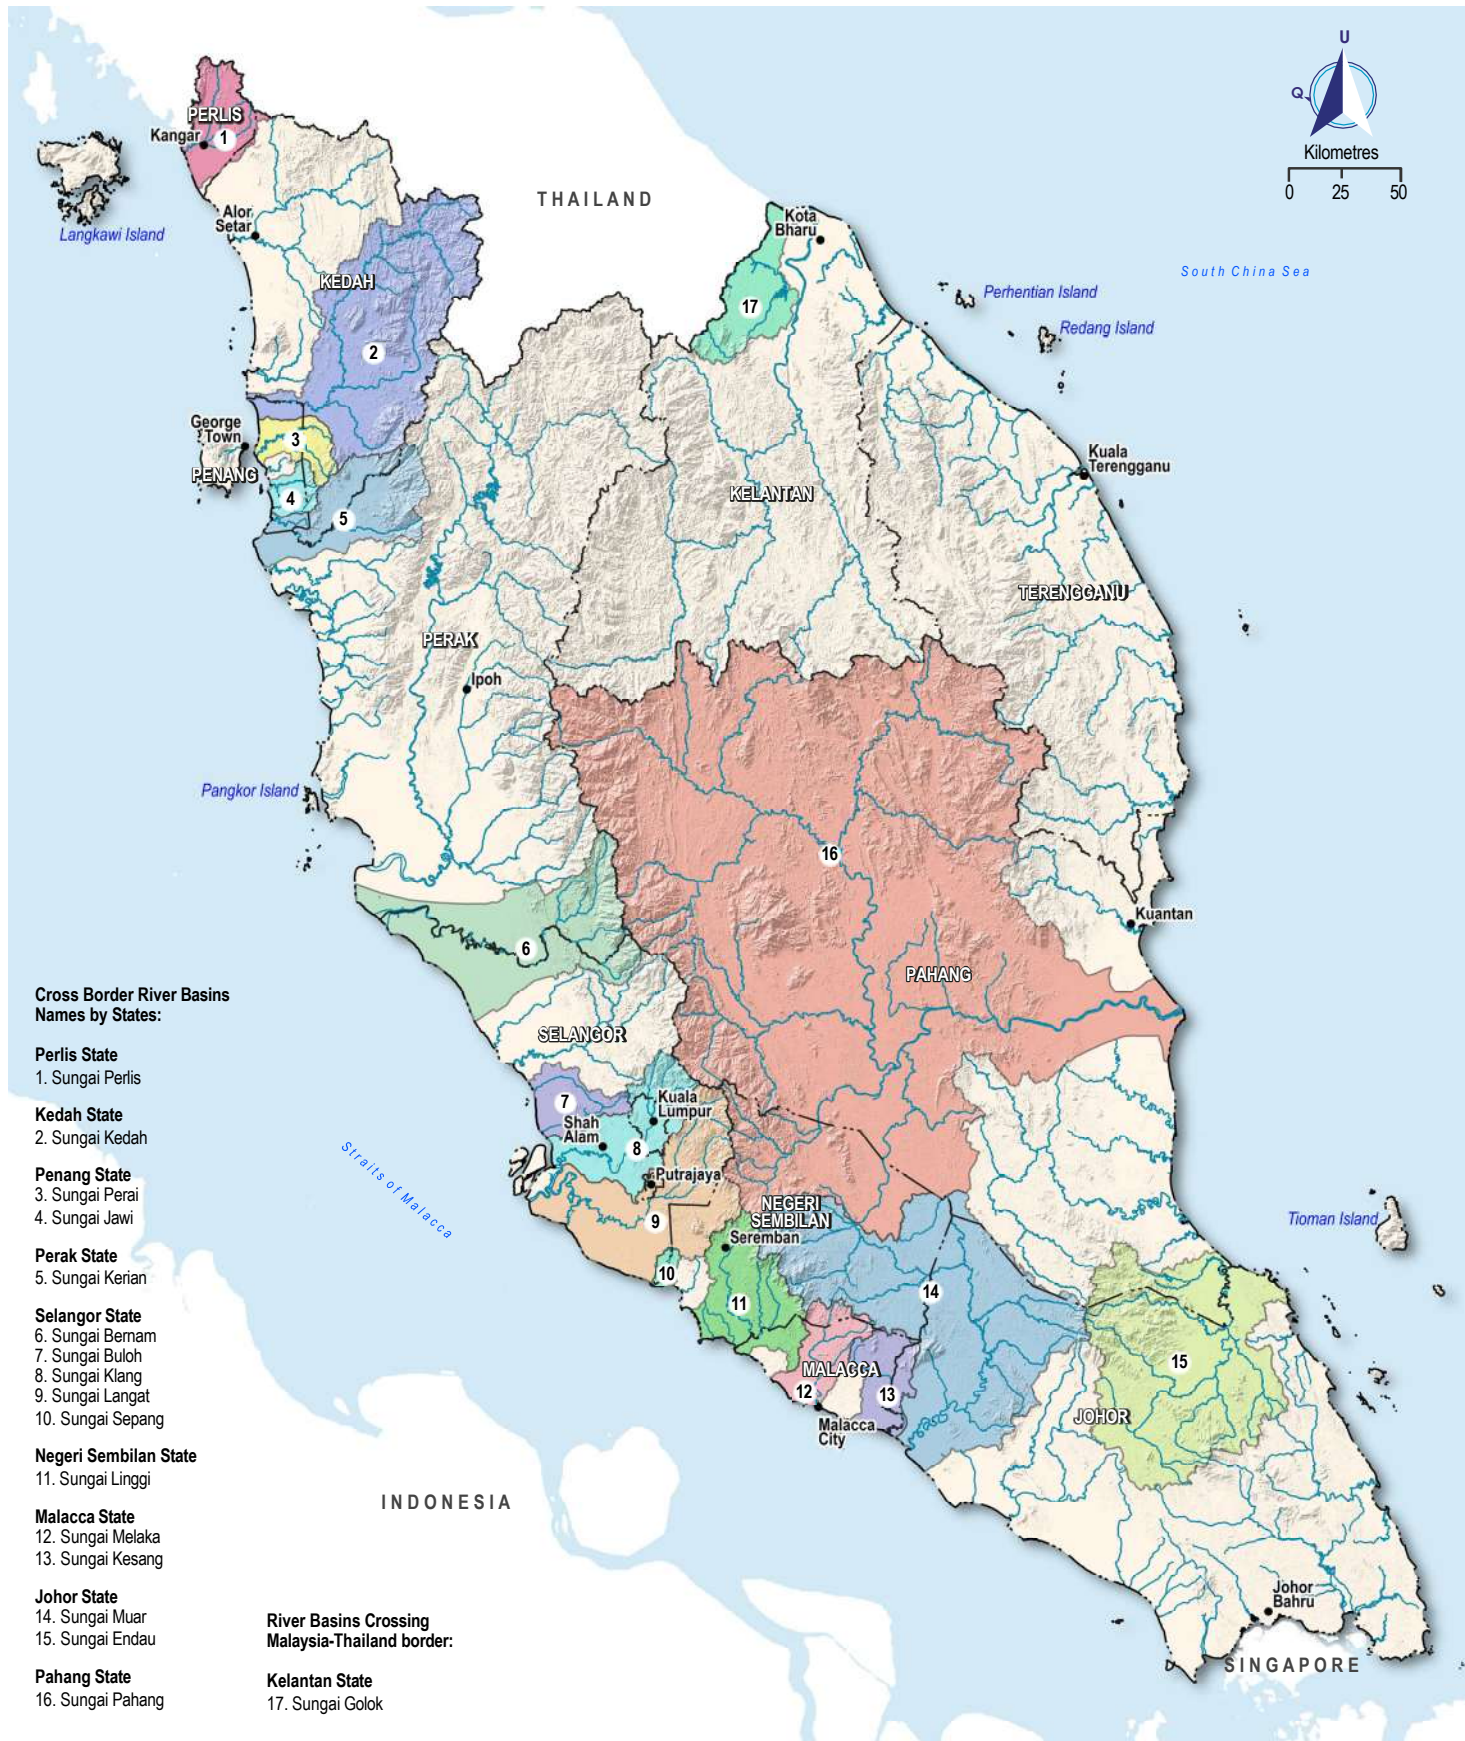 U
Q
Kilometres
0 25 50
PERLIS
Kangar
1
THAILAND
Alor
Setar
Langkawi Island
Kota
Bharu
South China Sea
KEDAH
Perhentian Island
17
Redang Island
2
George
Town
3
PENANG
Kuala
Terengganu
4
KELANTAN
5
TERENGGANU
PERAK
Ipoh
Pangkor Island
16
Kuantan
6
PAHANG
SELANGOR
7
Kuala
Lumpur
Shah
Alam
8
Straits of Malacca
Putrajaya
NEGERI
SEMBILAN
9
Tioman Island
Seremban
10
14
11
15
MALACCA
12
13
JOHOR
Malacca
City
INDONESIA
Johor
Bahru
SINGAPORE
Cross Border River Basins
Names by States:
Perlis State
1. Sungai Perlis
Kedah State
2. Sungai Kedah
Penang State
3. Sungai Perai
4. Sungai Jawi
Perak State
5. Sungai Kerian
Selangor State
6. Sungai Bernam
7. Sungai Buloh
8. Sungai Klang
9. Sungai Langat
10. Sungai Sepang
Negeri Sembilan State
11. Sungai Linggi
Malacca State
12. Sungai Melaka
13. Sungai Kesang
Johor State
14. Sungai Muar
15. Sungai Endau
Pahang State
16. Sungai Pahang
River Basins Crossing
Malaysia-Thailand border:
Kelantan State
17. Sungai Golok